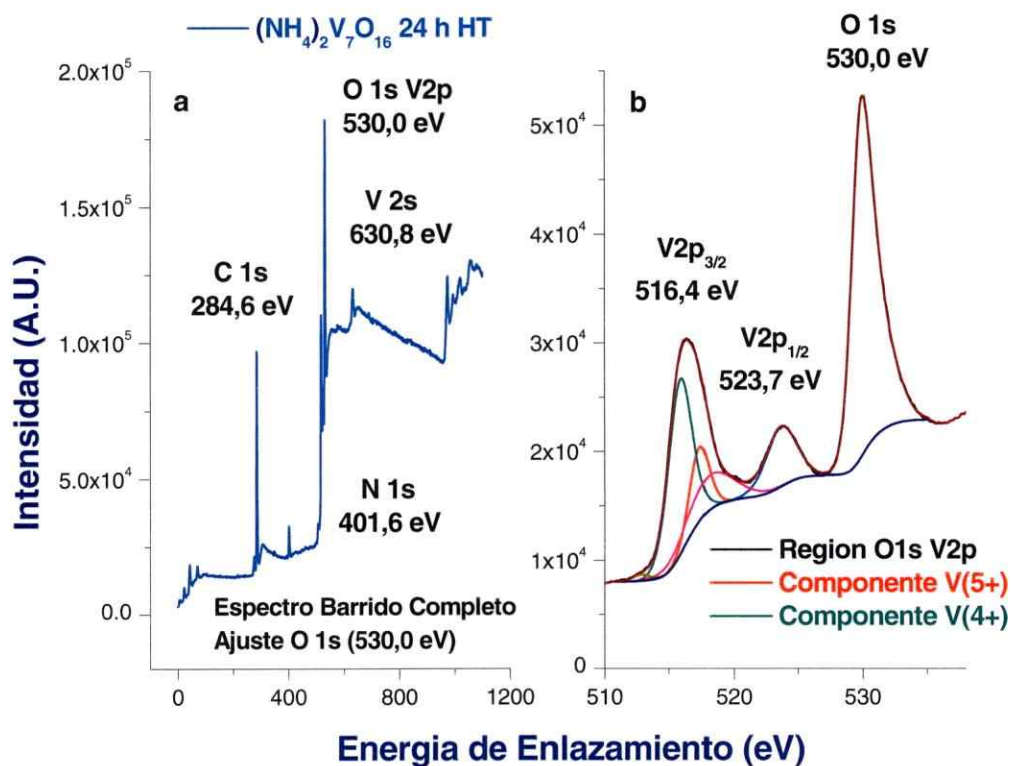 (NH4)2V7O16 24 h HT
Intensidad (A.U.)
a
2.0x10^5
1.5x10^5
1.0x10^5
5.0x10^4
0.0
O 1s V2p
530,0 eV
V 2s
630,8 eV
C 1s
284,6 eV
N 1s
401,6 eV
Espectro Barrido Completo
Ajuste O 1s (530,0 eV)
0 400 800 1200
b
O 1s
530,0 eV
5x10^4
4x10^4
3x10^4
2x10^4
1x10^4
0
V2p3/2
516,4 eV
V2p1/2
523,7 eV
Region O1s V2p
Componente V(5+)
Componente V(4+)
510 520 530
Energia de Enlazamiento (eV)